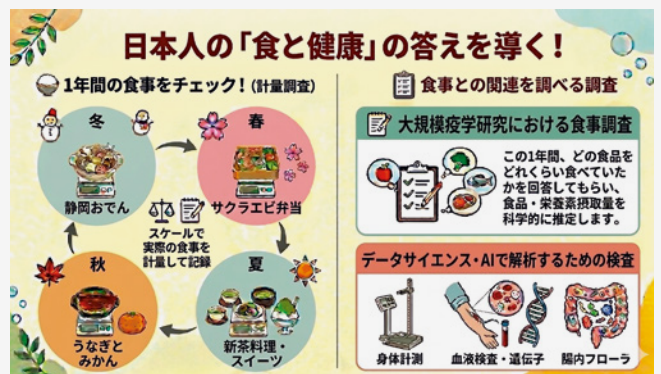 日本人の「食と健康」の答えを導く!
1年間の食事をチェック!(計量調査)
冬
静岡おでん
春
サクラエビ弁当
スケールで
実際の食事を
計量して記録
秋
うなぎと
みかん
夏
新茶料理・
スイーツ
食事との関連を調べる調査
大規模疫学研究における食事調査
この1年間、どの食品を
どれくらい食べていた
かを回答してもらい、
食品・栄養素摂取量を
科学的に推定します。
データサイエンス・AIで解析するための検査
身体計測
血液検査・遺伝子
腸内フローラ